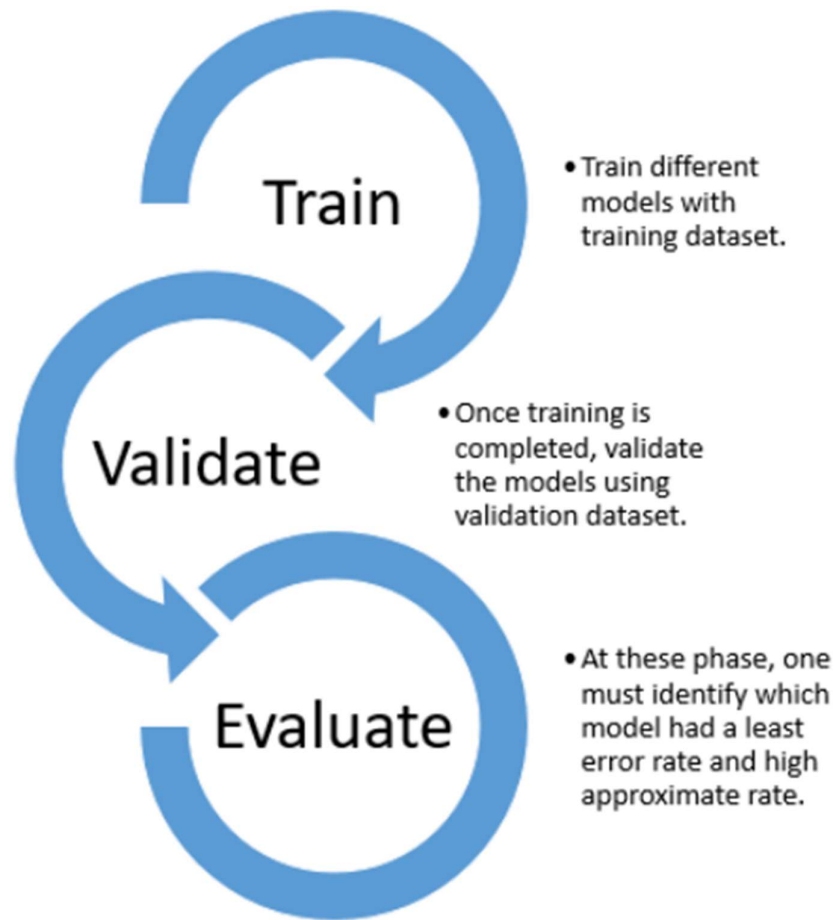 Train
• Train different
models with
training dataset.
Validate
• Once training is
completed, validate
the models using
validation dataset.
Evaluate
• At these phase, one
must identify which
model had a least
error rate and high
approximate rate.